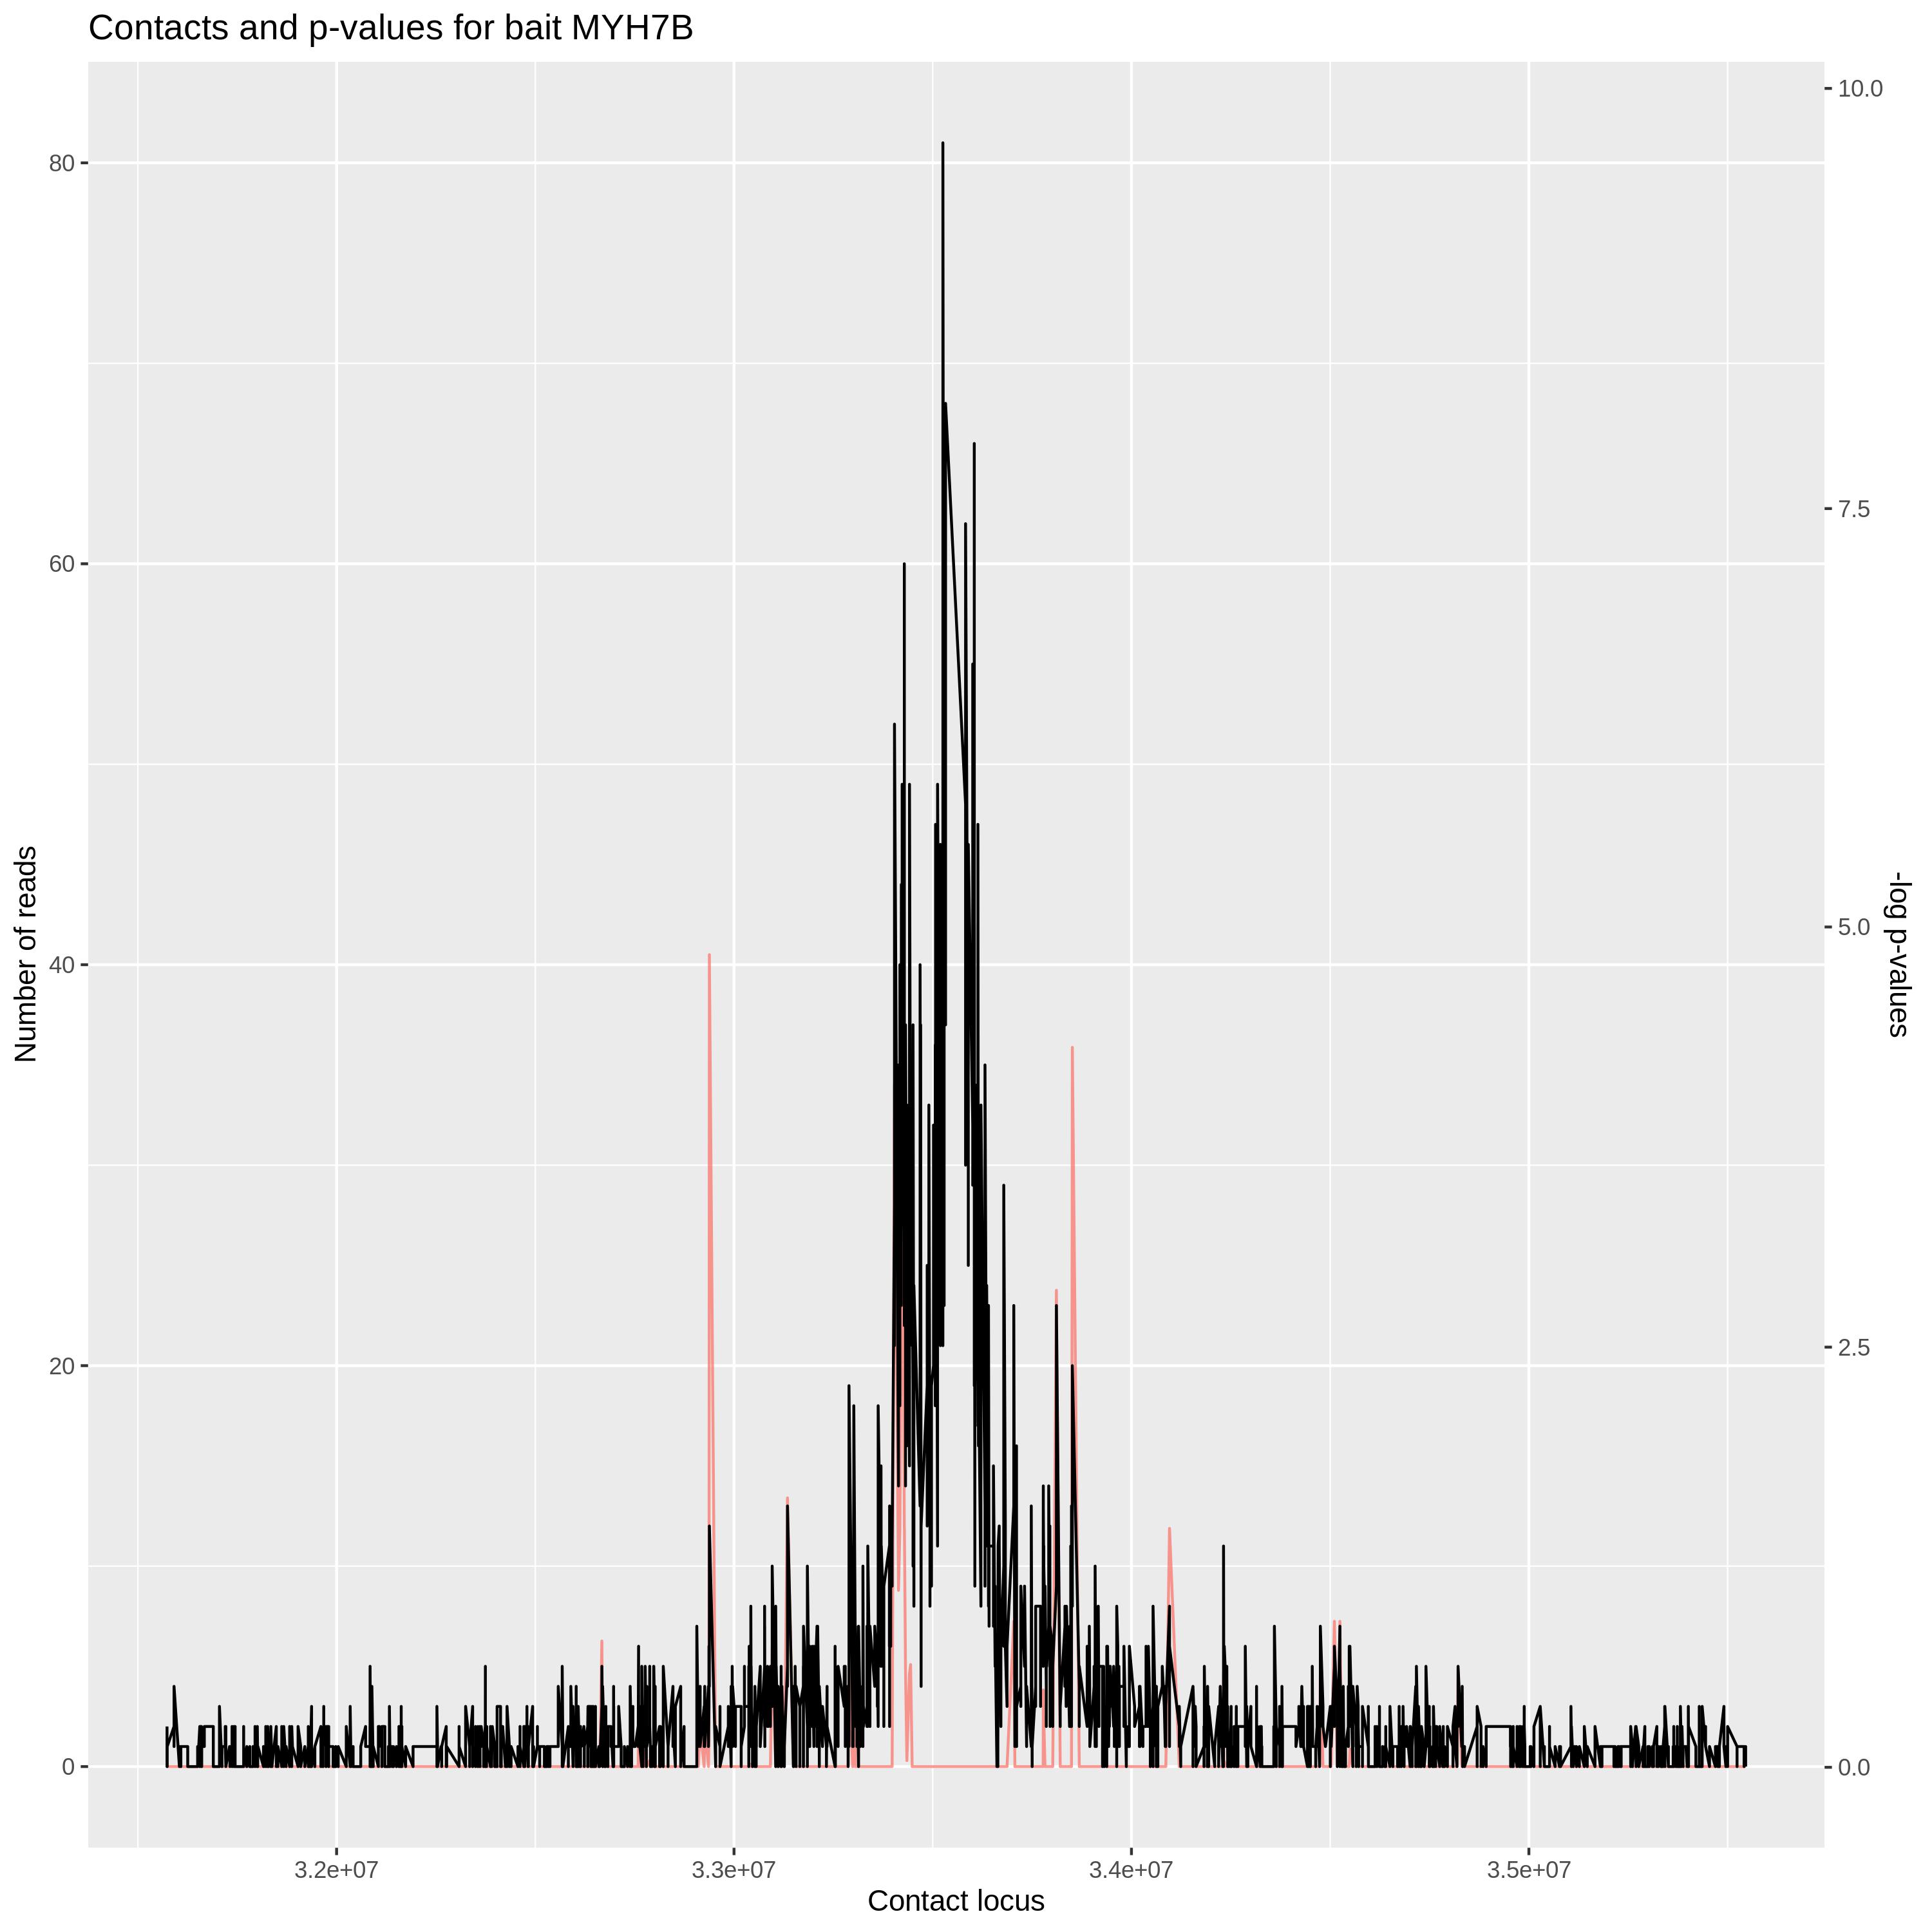 Contacts and p-values for bait MYH7B
80
60
40
20
0
Number of reads
10.0
7.5
5.0
2.5
0.0
-log p-values
3.2e+07
3.3e+07
3.4e+07
3.5e+07
Contact locus